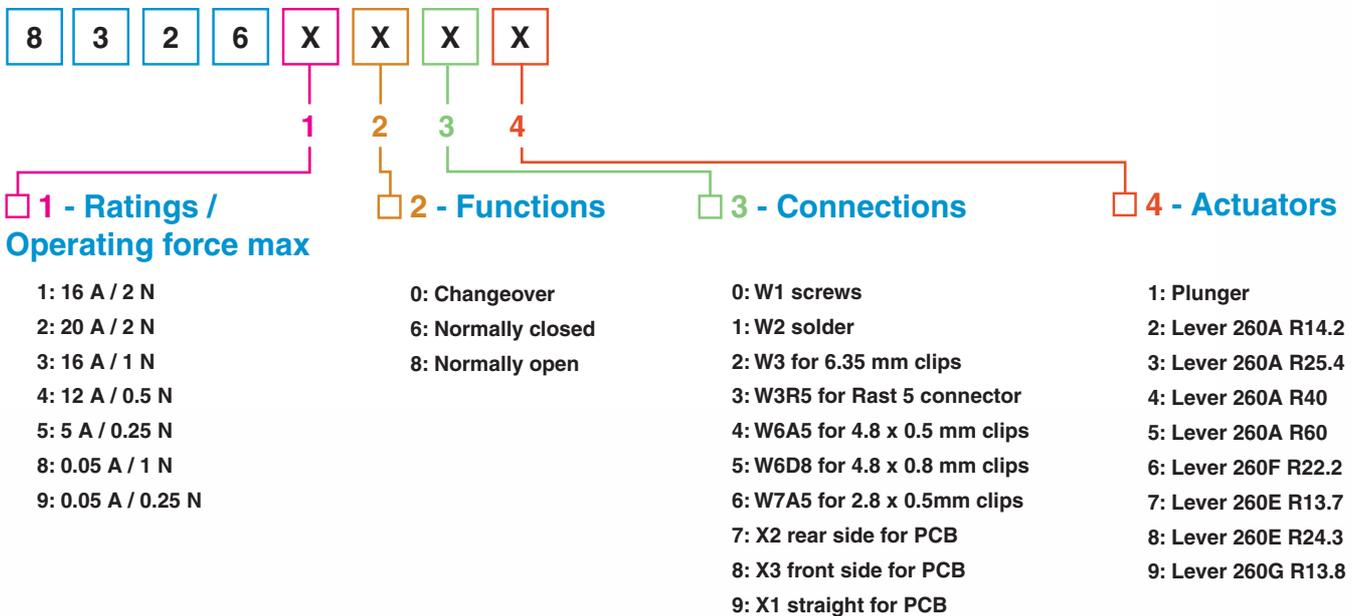 8 3 2 6 X X X X
1 2 3 4
1 - Ratings /
Operating force max
1: 16 A / 2 N
2: 20 A / 2 N
3: 16 A / 1 N
4: 12 A / 0.5 N
5: 5 A / 0.25 N
8: 0.05 A / 1 N
9: 0.05 A / 0.25 N
2 - Functions
0: Changeover
6: Normally closed
8: Normally open
3 - Connections
0: W1 screws
1: W2 solder
2: W3 for 6.35 mm clips
3: W3R5 for Rast 5 connector
4: W6A5 for 4.8 x 0.5 mm clips
5: W6D8 for 4.8 x 0.8 mm clips
6: W7A5 for 2.8 x 0.5mm clips
7: X2 rear side for PCB
8: X3 front side for PCB
9: X1 straight for PCB
4 - Actuators
1: Plunger
2: Lever 260A R14.2
3: Lever 260A R25.4
4: Lever 260A R40
5: Lever 260A R60
6: Lever 260F R22.2
7: Lever 260E R13.7
8: Lever 260E R24.3
9: Lever 260G R13.8